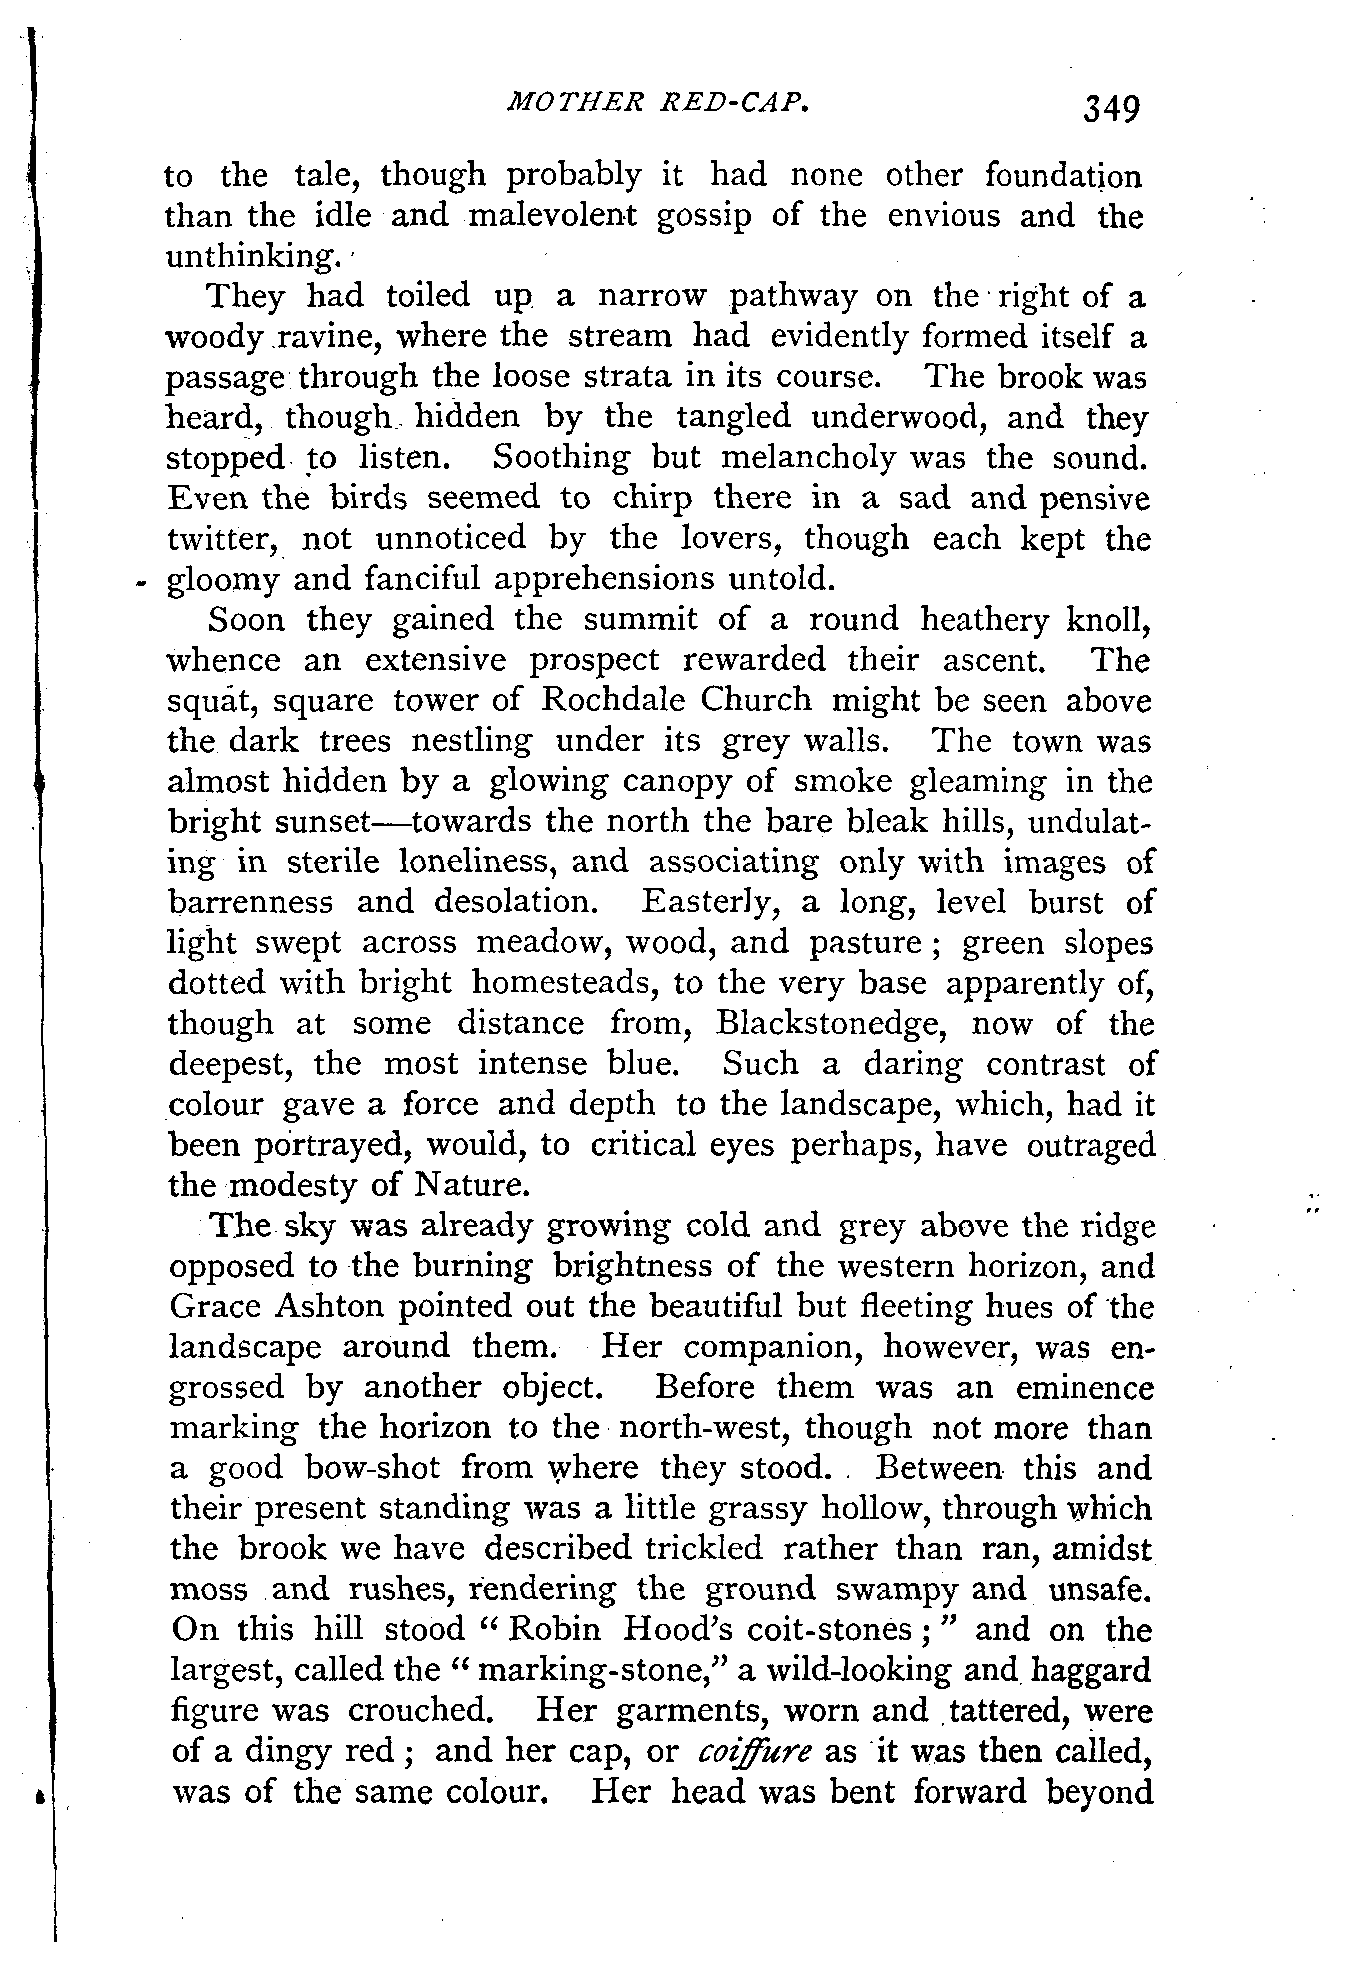 MOTHER RED-CAP. 349
to the tale, though probably it had none other foundation
than the idle and malevolent gossip of the envious and the
unthinking.
They had toiled up a narrow pathway on the right of a
woody ravine, where the stream had evidently formed itself a
passage through the loose strata in its course. The brook was
heard, though hidden by the tangled underwood, and they
stopped to listen. Soothing but melancholy was the sound.
Even the birds seemed to chirp there in a sad and pensive
twitter, not unnoticed by the lovers, though each kept the
gloomy and fanciful apprehensions untold.
Soon they gained the summit of a round heathery knoll,
whence an extensive prospect rewarded their ascent. The
squat, square tower of Rochdale Church might be seen above
the dark trees nestling under its grey walls. The town was
almost hidden by a glowing canopy of smoke gleaming in the
bright sunset—towards the north the bare bleak hills, undulat-
ing in sterile loneliness, and associating only with images of
barrenness and desolation. Easterly, a long, level burst of
light swept across meadow, wood, and pasture ; green slopes
dotted with bright homesteads, to the very base apparently of,
though at some distance from, Blackstonedge, now of the
deepest, the most intense blue. Such a daring contrast of
colour gave a force and depth to the landscape, which, had it
been portrayed, would, to critical eyes perhaps, have outraged
the modesty of Nature.
The sky was already growing cold and grey above the ridge
opposed to the burning brightness of the western horizon, and
Grace Ashton pointed out the beautiful but fleeting hues of the
landscape around them. Her companion, however, was en-
grossed by another object. Before them was an eminence
marking the horizon to the north-west, though not more than
a good bow-shot from where they stood. Between this and
their present standing was a little grassy hollow, through which
the brook we have described trickled rather than ran, amidst
moss and rushes, rendering the ground swampy and unsafe.
On this hill stood “ Robin Hood’s coit-stones ; ” and on the
largest, called the “ marking-stone,” a wild-looking and haggard
figure was crouched. Her garments, worn and tattered, were
of a dingy red ; and her cap, or coiffure as it was then called,
was of the same colour. Her head was bent forward beyond